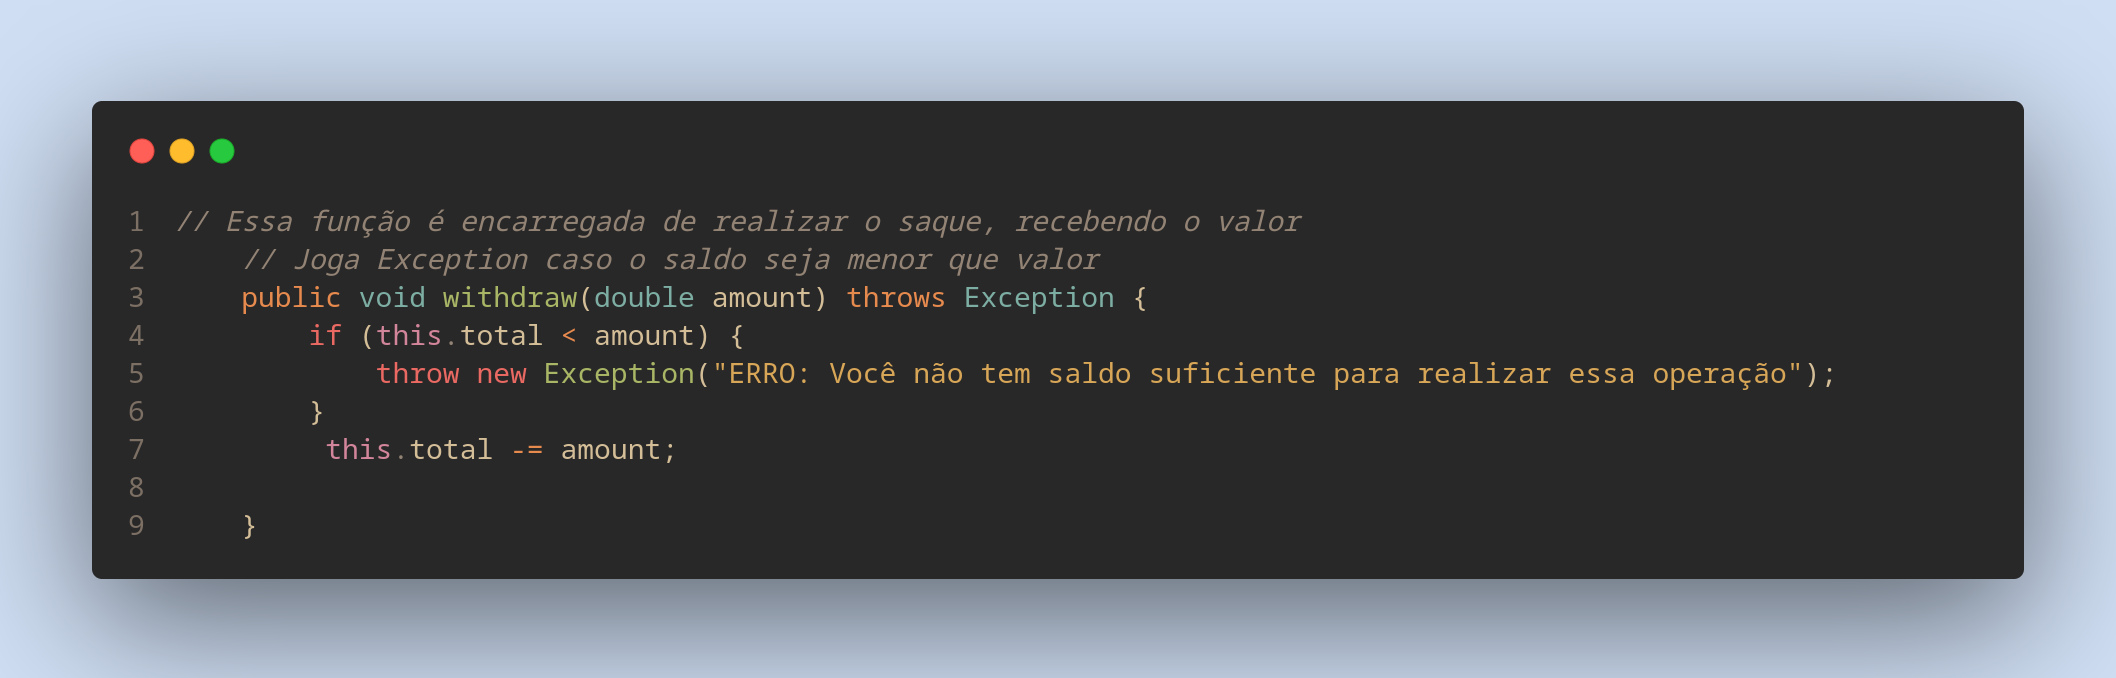 1 // Essa função é encarregada de realizar o saque, recebendo o valor
2     // Joga Exception caso o saldo seja menor que valor
3     public void withdraw(double amount) throws Exception {
4         if (this.total < amount) {
5             throw new Exception("ERRO: Você não tem saldo suficiente para realizar essa operação");
6         }
7          this.total -= amount;
8
9     }